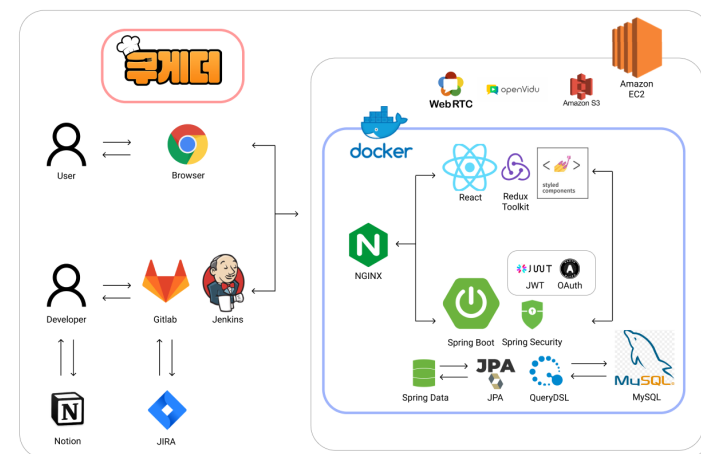 쿠게더
Amazon
EC2
WebRTC
openVidu
Amazon S3
docker
User
Browser
React
Redux
Toolkit
< >
styled
components
NGINX
JWT
JWT
OAuth
Developer
Gitlab
Jenkins
Spring Boot
Spring Security
JPA
MySQL
Spring Data
JPA
QueryDSL
MySQL
N
Notion
JIRA